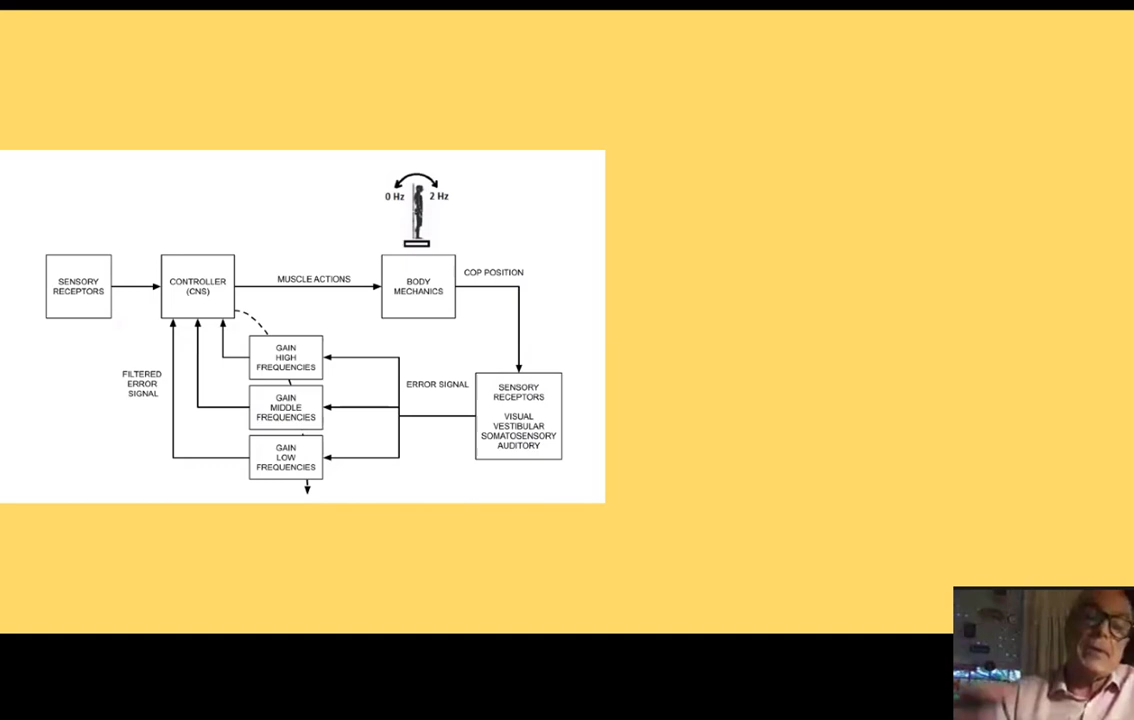 0 Hz
2 Hz
SENSORY
RECEPTORS
CONTROLLER
(CNS)
MUSCLE ACTIONS
BODY
MECHANICS
COP POSITION
GAIN
HIGH
FREQUENCIES
FILTERED
ERROR
SIGNAL
GAIN
MIDDLE
FREQUENCIES
ERROR SIGNAL
SENSORY
RECEPTORS
VISUAL
VESTIBULAR
SOMATOSENSORY
AUDITORY
GAIN
LOW
FREQUENCIES